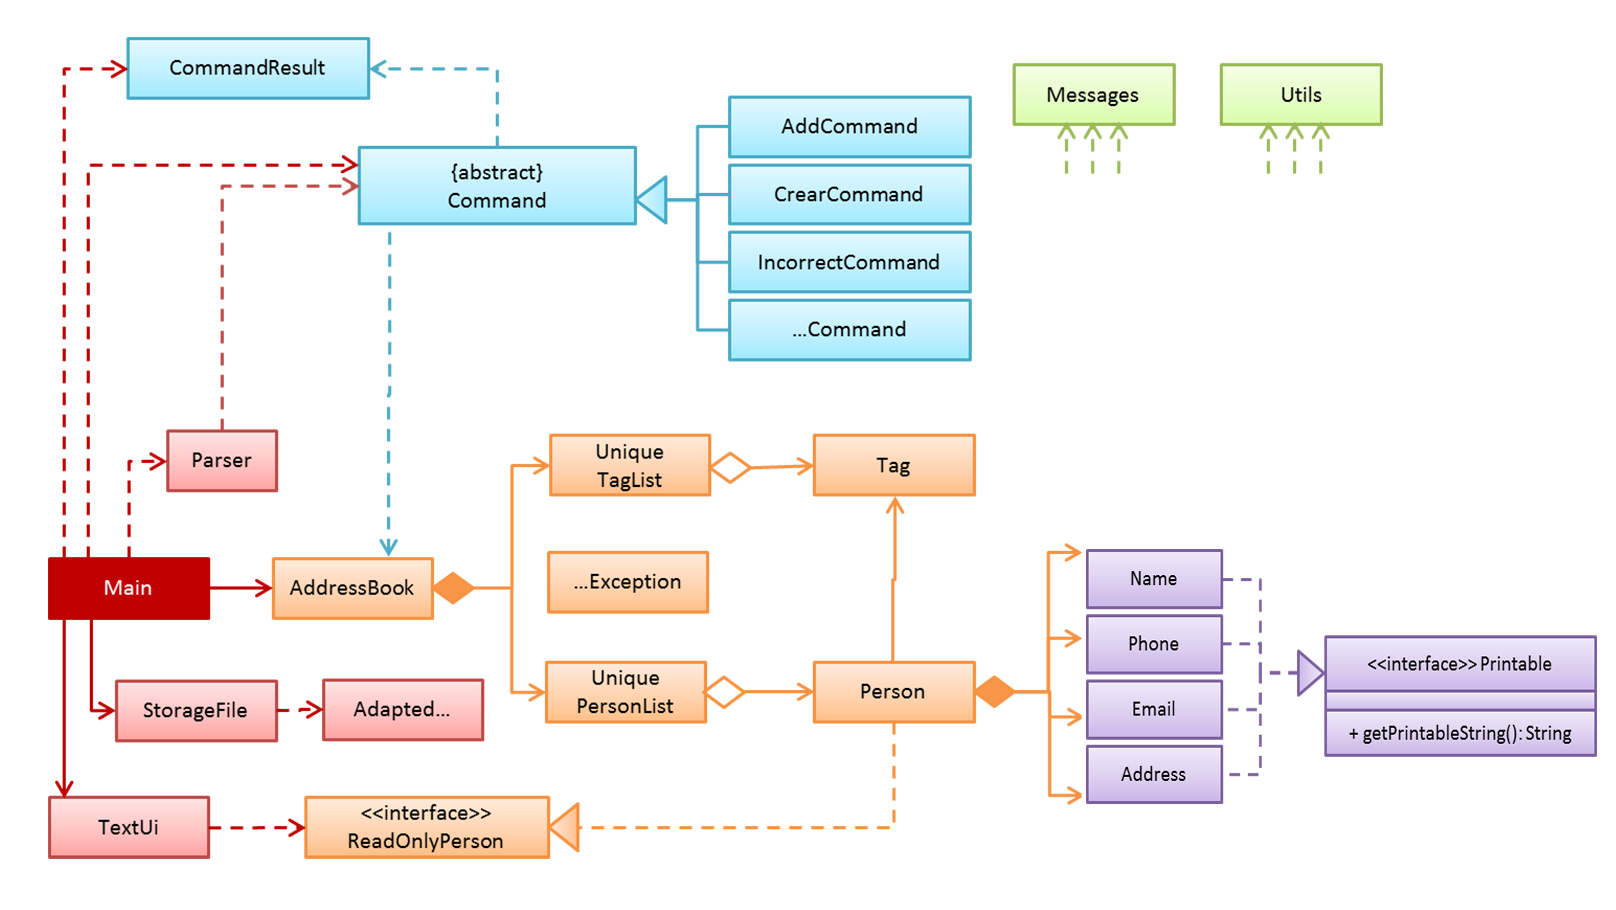 CommandResult
Messages
Utils
AddCommand
{abstract}
Command
CrearCommand
IncorrectCommand
...Command
Parser
Unique
TagList
Tag
Main
AddressBook
...Exception
Name
Phone
<<interface>> Printable
Unique
PersonList
Person
StorageFile
Adapted...
Email
+ getPrintableString(): String
Address
TextUi
<<interface>>
ReadOnlyPerson